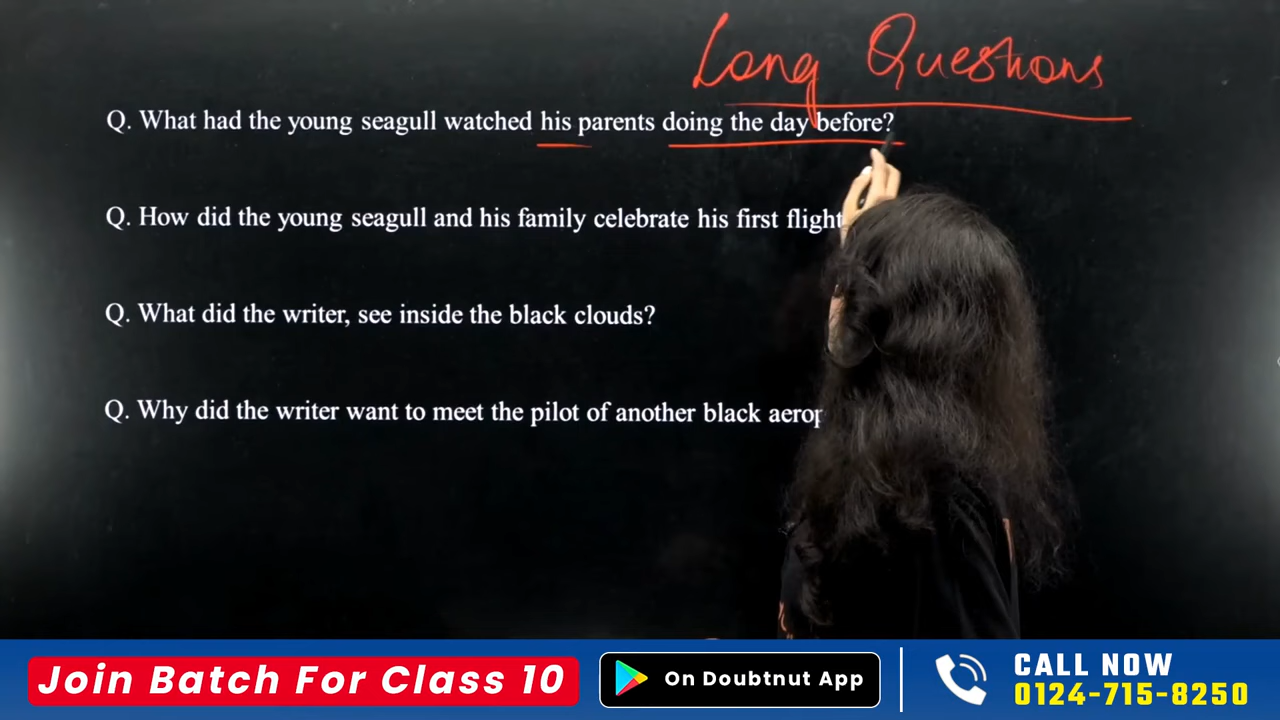 Long Questions
Q. What had the young seagull watched his parents doing the day before?
Q. How did the young seagull and his family celebrate his first flight
Q. What did the writer, see inside the black clouds?
Q. Why did the writer want to meet the pilot of another black
Join Batch For Class 10
On Doubtnut App
CALL NOW
0124-715-8250